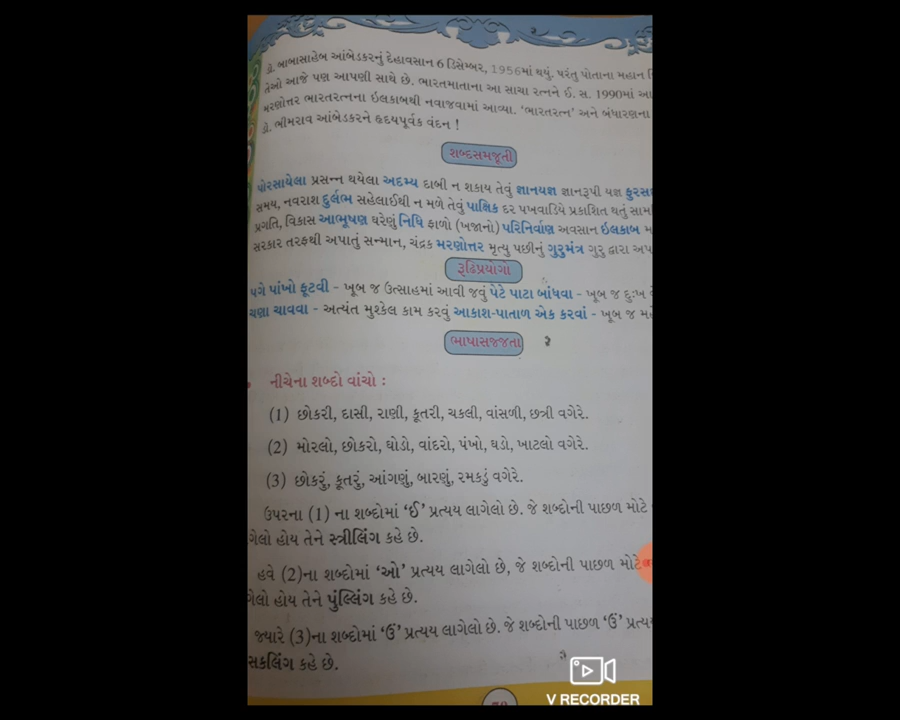 ડૉ. બાબાસાહેબ આંબેડકરનું દેહાવસાન 6 ડિસેમ્બર, 1956માં થયું. પરંતુ પોતાના મહાન
તેઓ આજે પણ આપણી સાથે છે. ભારતમાતાના આ સાચા રત્નને ઈ. સ. 1990માં આ
મરણોત્તર ભારતરત્નના ઇલકાબથી નવાજવામાં આવ્યા. 'ભારતરત્ન' અને બંધારણના
ડૉ. ભીમરાવ આંબેડકરને હૃદયપૂર્વક વંદન !
શબ્દસમજૂતી
પોરસાયેલા પ્રસન્ન થયેલા અદમ્ય દાબી ન શકાય તેવું જ્ઞાનયજ્ઞ જ્ઞાનરૂપી યજ્ઞ ફુરસ
સમય, નવરાશ દુર્લભ સહેલાઈથી ન મળે તેવું પાક્ષિક દર પખવાડિયે પ્રકાશિત થતું સામ
પ્રગતિ, વિકાસ આભૂષણ ઘરેણું નિધિ ફાળો (ખજાનો) પરિનિર્વાણ અવસાન ઇલકાબ મ
સરકાર તરફથી અપાતું સન્માન, ચંદ્રક મરણોત્તર મૃત્યુ પછીનું ગુરુમંત્ર ગુરુ દ્વારા અપ
રૂઢિપ્રયોગો
પગે પાંખો ફૂટવી - ખૂબ જ ઉત્સાહમાં આવી જવું પેટે પાટા બાંધવા - ખૂબ જ દુઃખ
ચણા ચાવવા - અત્યંત મુશ્કેલ કામ કરવું આકાશ-પાતાળ એક કરવાં - ખૂબ જ મહે
ભાષાસજ્જતા
નીચેના શબ્દો વાંચો :
(1) છોકરી, દાસી, રાણી, કૂતરી, ચકલી, વાંસળી, છત્રી વગેરે.
(2) મોરલો, છોકરો, ઘોડો, વાંદરો, પંખો, ઘડો, ખાટલો વગેરે.
(3) છોકરું, કૂતરું, આંગણું, બારણું, રમકડું વગેરે.
ઉપરના (1) ના શબ્દોમાં 'ઈ' પ્રત્યય લાગેલો છે. જે શબ્દોની પાછળ મોટે
ગેલો હોય તેને સ્ત્રીલિંગ કહે છે.
હવે (2)ના શબ્દોમાં 'ઓ' પ્રત્યય લાગેલો છે, જે શબ્દોની પાછળ મોટે
ગેલો હોય તેને પુંલ્લિંગ કહે છે.
જ્યારે (3)ના શબ્દોમાં 'ઉં' પ્રત્યય લાગેલો છે. જે શબ્દોની પાછળ 'ઉં' પ્રત્ય
સકલિંગ કહે છે.
V RECORDER